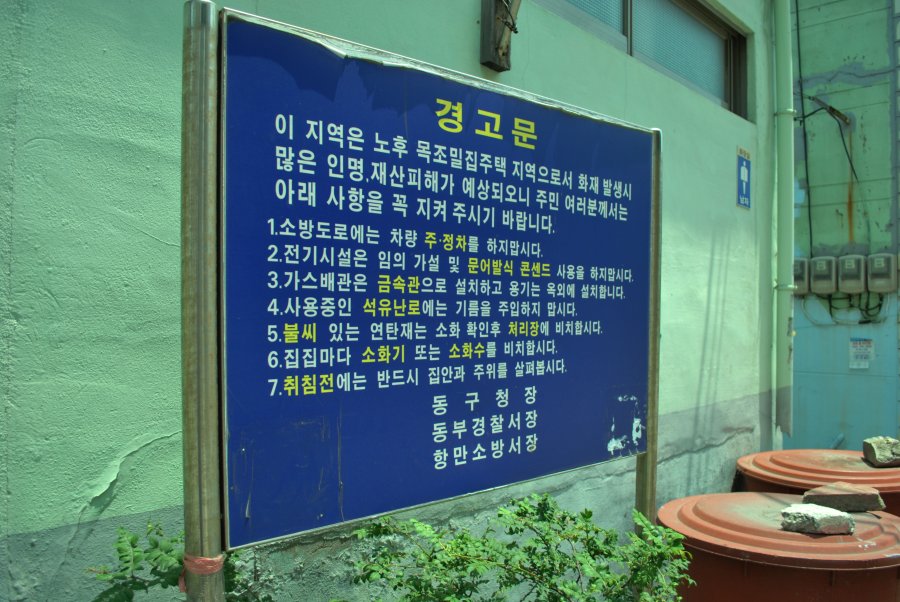 경고문
이 지역은 노후 목조밀집주택 지역으로서 화재 발생시
많은 인명,재산피해가 예상되오니 주민 여러분께서는
아래 사항을 꼭 지켜 주시기 바랍니다.
1.소방도로에는 차량 주·정차를 하지맙시다.
2.전기시설은 임의 가설 및 문어발식 콘센드 사용을 하지맙시다.
3.가스배관은 금속관으로 설치하고 용기는 옥외에 설치합시다.
4.사용중인 석유난로에는 기름을 주입하지 맙시다.
5.불씨 있는 연탄재는 소화 확인후 처리장에 비치합시다.
6.집집마다 소화기 또는 소화수를 비치합시다.
7.취침전에는 반드시 집안과 주위를 살펴봅시다.
동구청장
동부경찰서장
항만소방서장